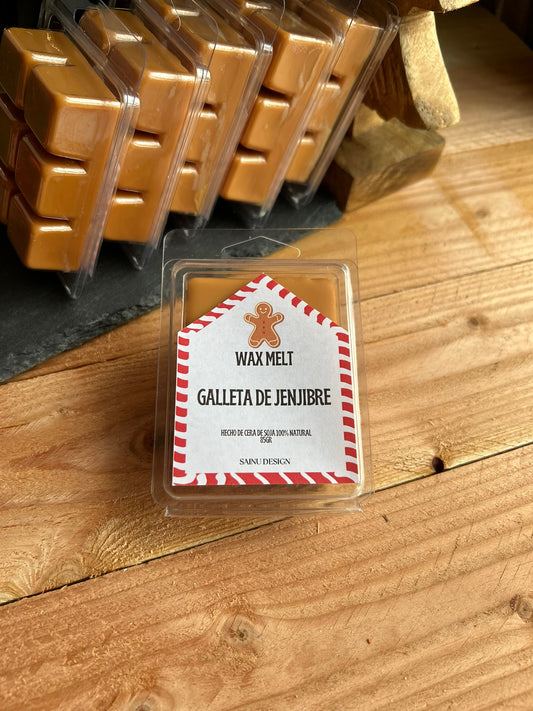 WAX MELT
GALLETA DE JENJIBRE
HECHO DE CERA DE SOJA 100% NATURAL
85GR
SAINU DESIGN